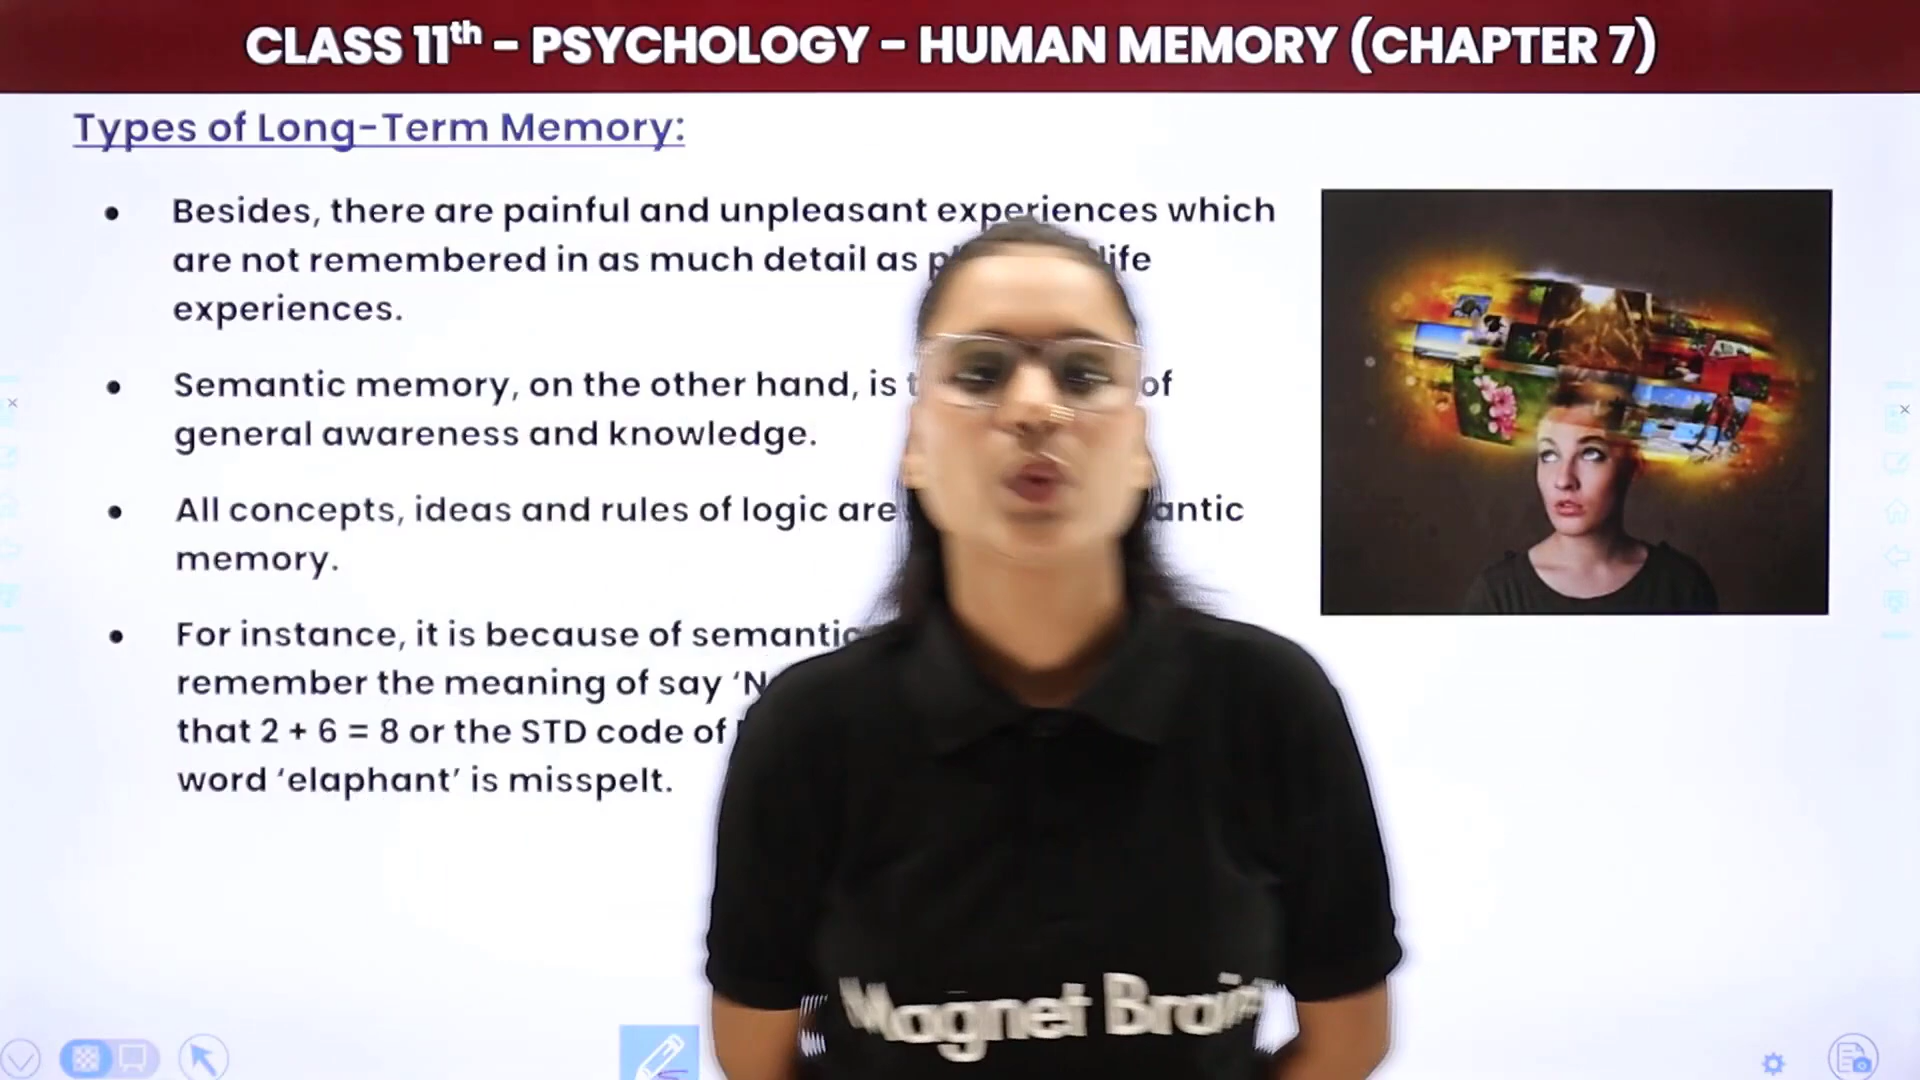 CLASS 11th – PSYCHOLOGY – HUMAN MEMORY (CHAPTER 7)
Types of Long-Term Memory:
• Besides, there are painful and unpleasant experiences which
are not remembered in as much detail as life
experiences.
• Semantic memory, on the other hand, is of
general awareness and knowledge.
• All concepts, ideas and rules of logic are
memory.
• For instance, it is because of semantic
remember the meaning of say
that 2 + 6 = 8 or the STD code of
word ‘elaphant’ is misspelt.
Magnet Brains